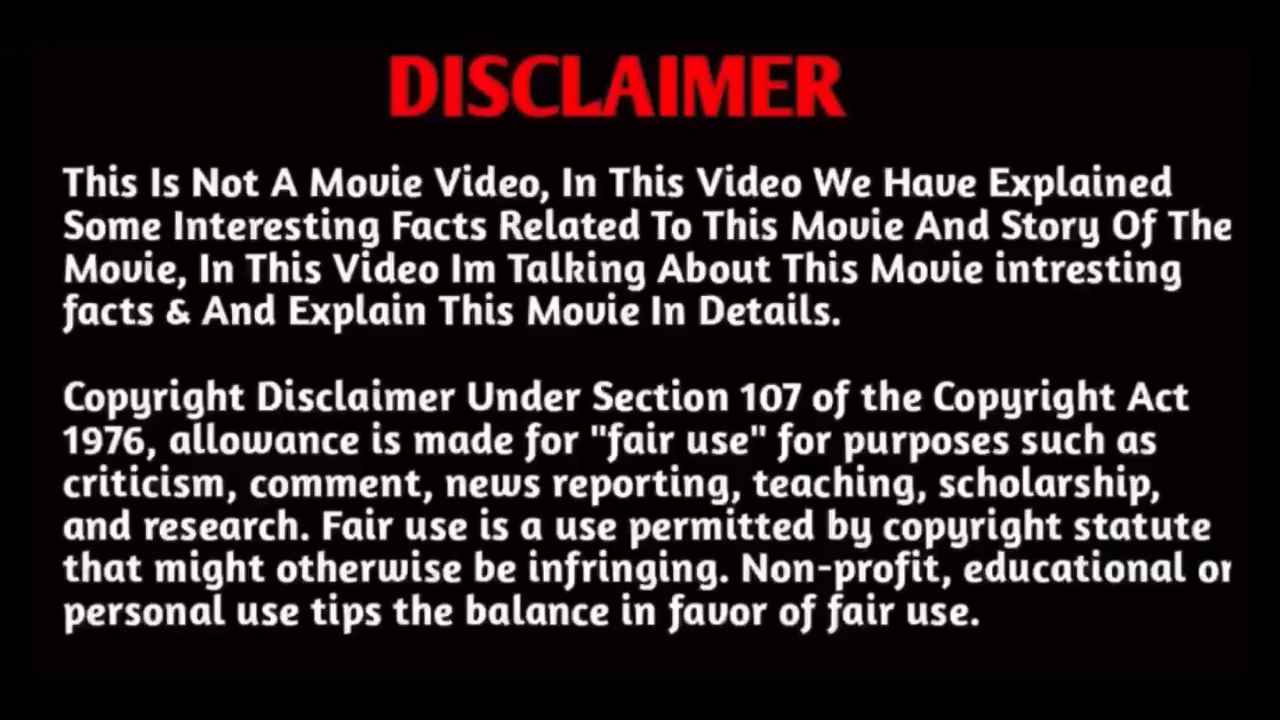 DISCLAIMER
This Is Not A Movie Video, In This Video We Have Explained
Some Interesting Facts Related To This Movie And Story Of The
Movie, In This Video Im Talking About This Movie intresting
facts & And Explain This Movie In Details.
Copyright Disclaimer Under Section 107 of the Copyright Act
1976, allowance is made for "fair use" for purposes such as
criticism, comment, news reporting, teaching, scholarship,
and research. Fair use is a use permitted by copyright statute
that might otherwise be infringing. Non-profit, educational or
personal use tips the balance in favor of fair use.